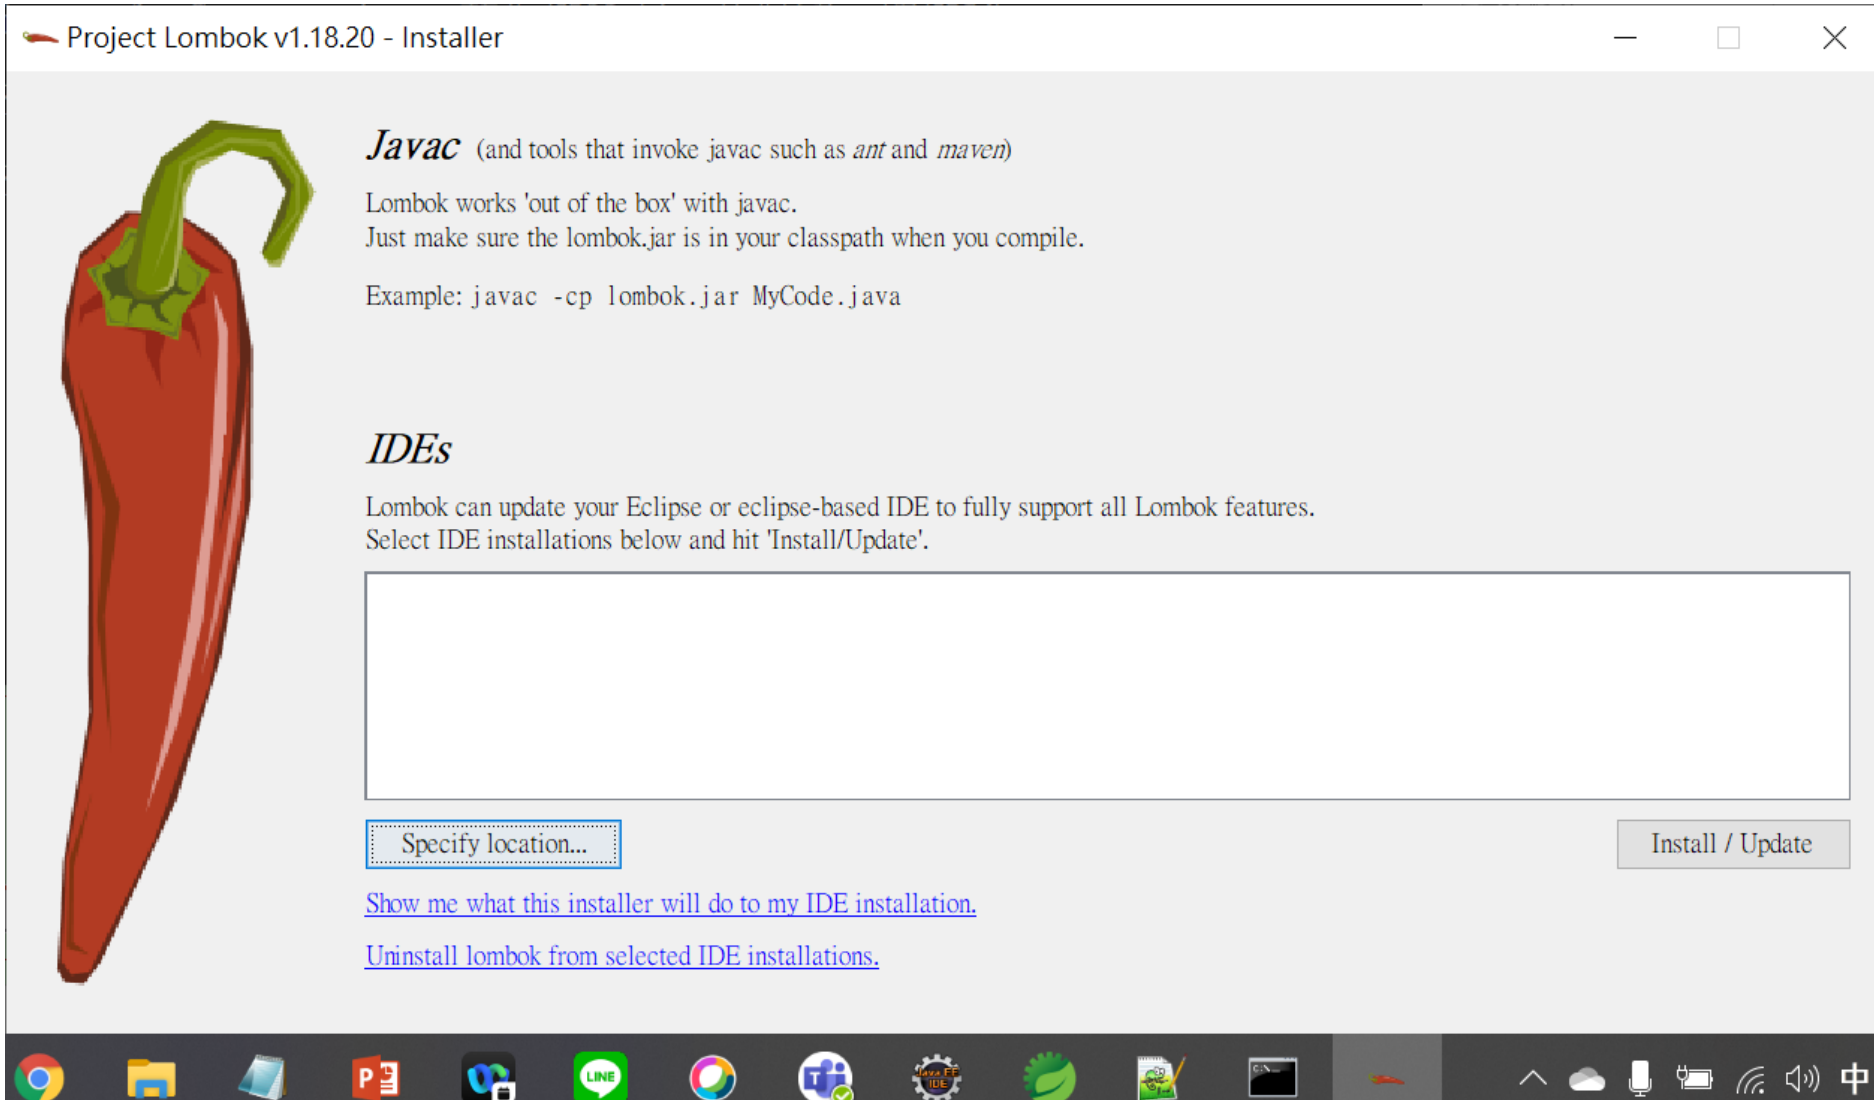 Project Lombok v1.18.20 - Installer
Javac (and tools that invoke javac such as ant and maven)
Lombok works 'out of the box' with javac.
Just make sure the lombok.jar is in your classpath when you compile.
Example: javac -cp lombok.jar MyCode.java
IDEs
Lombok can update your Eclipse or eclipse-based IDE to fully support all Lombok features.
Select IDE installations below and hit 'Install/Update'.
Specify location...
Install / Update
Show me what this installer will do to my IDE installation.
Uninstall lombok from selected IDE installations.
LINE
Java EE
IDE
中